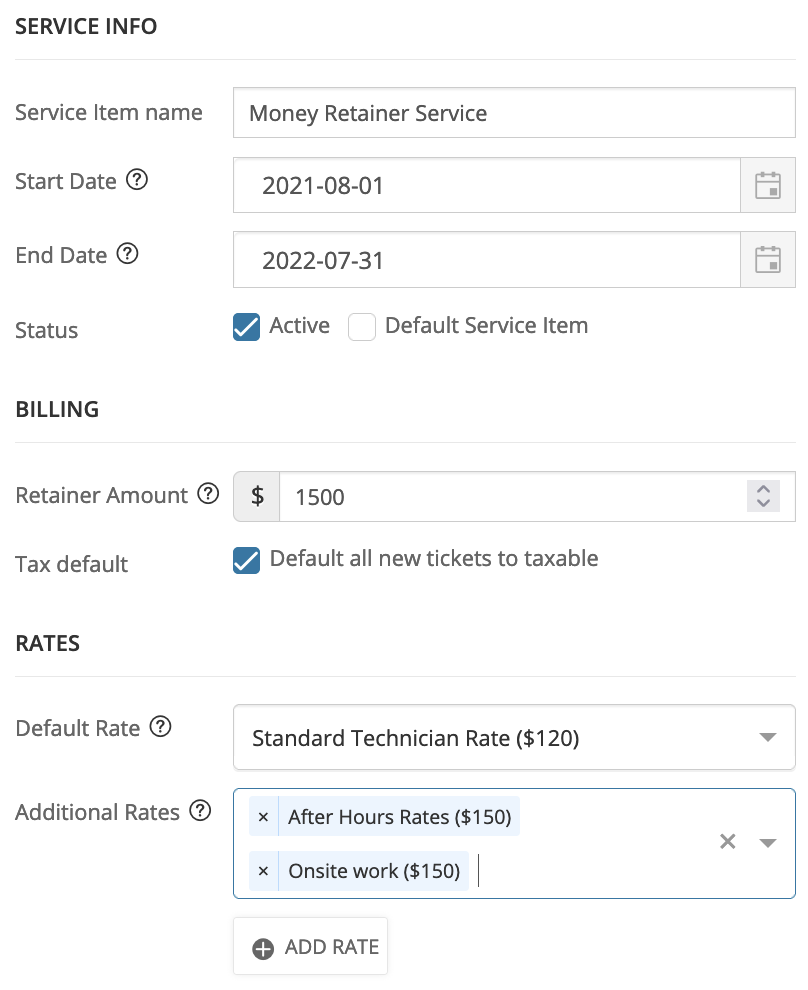 SERVICE INFO
Service Item name
Money Retainer Service
Start Date ?
2021-08-01
End Date ?
2022-07-31
Status
Active
Default Service Item
BILLING
Retainer Amount ?
$
1500
Tax default
Default all new tickets to taxable
RATES
Default Rate ?
Standard Technician Rate ($120)
Additional Rates ?
× After Hours Rates ($150)
× Onsite work ($150)
ADD RATE